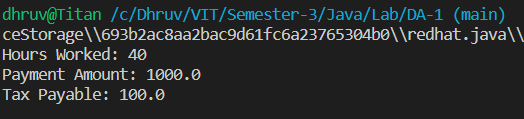 dhruv@Titan /c/Dhruv/VIT/Semester-3/Java/Lab/DA-1 (main)
ceStorage\\693b2ac8aa2bac9d61fc6a23765304b0\\redhat.java\\
Hours Worked: 40
Payment Amount: 1000.0
Tax Payable: 100.0